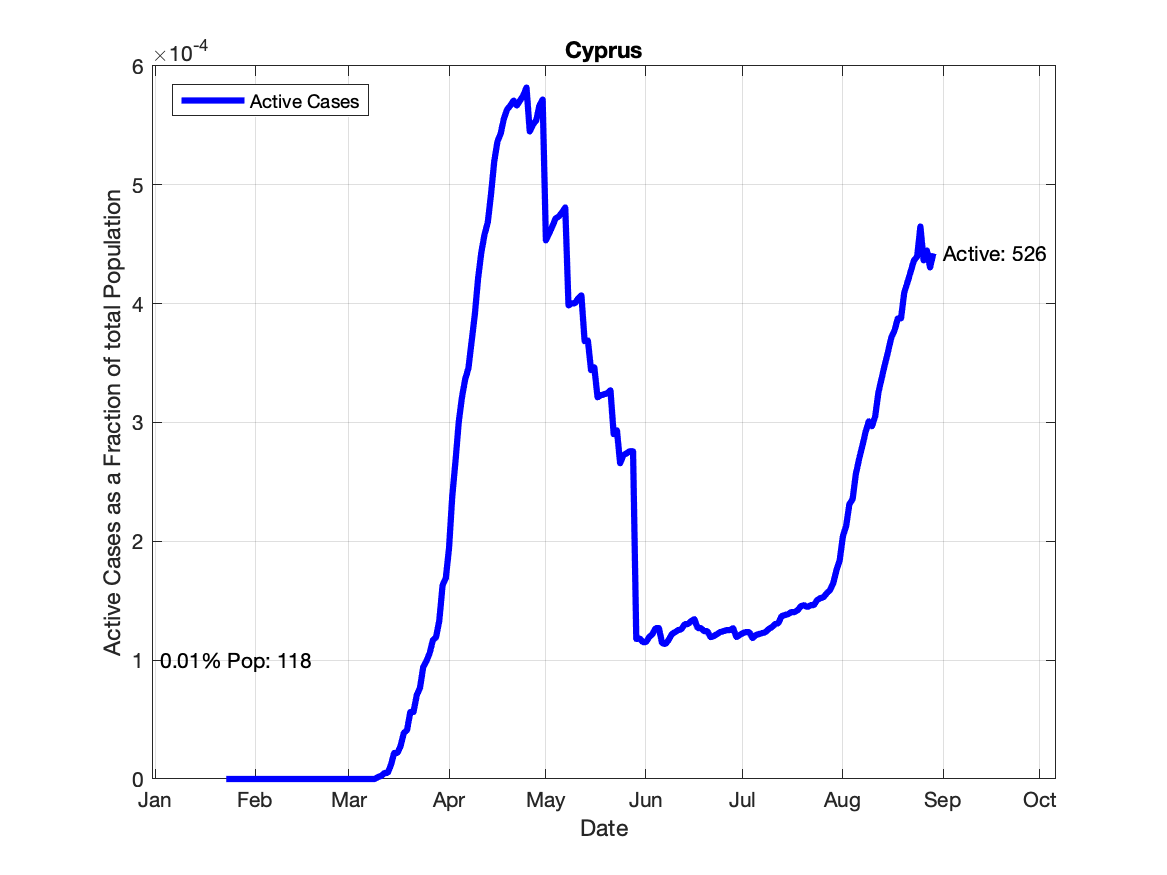 Cyprus
×10-4
6
5
4
3
2
1
0
Active Cases
Active: 526
0.01% Pop: 118
Active Cases as a Fraction of total Population
Jan Feb Mar Apr May Jun Jul Aug Sep Oct
Date